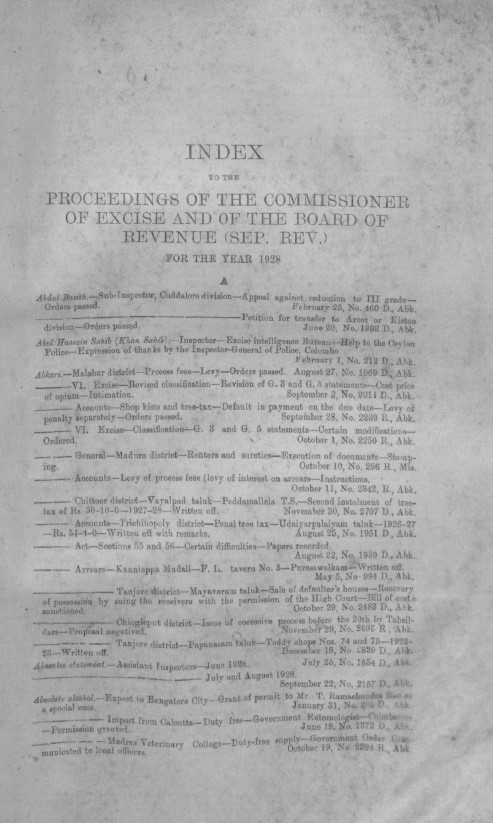 INDEX
TO THE
PROCEEDINGS OF THE COMMISSIONER
OF EXCISE AND OF THE BOARD OF
REVENUE (SEP. REV.)
FOR THE YEAR 1928
A
Abdul Basith.—Sub-Inspector, Cuddalore division—Appeal against reduction to III grade—
Orders passed. February 25, No. 460 D., Abk.
———Petition for transfer to Arcot or Kistna
division—Orders passed. June 20, No. 1398 D., Abk.
Abdul Hussain Sahib (Khan Sahib).—Inspector—Excise intelligence Bureau—Help to the Ceylon
Police—Expression of thanks by the Inspector-General of Police, Colombo
February 1, No. 212 D., Abk.
Abkari.—Malabar district—Process fees—Levy—Orders passed. August 27, No. 1969 D., Abk.
———VI. Excise—Revised classification—Revision of G. 3 and G. 5 statements—Cost price
of opium—Intimation. September 3, No. 2011 D., Abk.
——— Accounts—Shop kists and tree-tax—Default in payment on the due date—Levy of
penalty separately—Orders passed. September 28, No. 2239 R., Abk.
——— VI. Excise—Classification—G. 3 and G. 5 statements—Certain modifications—
Ordered. October 1, No. 2250 R., Abk.
——— General—Madura district—Renters and sureties—Execution of documents—Stamp-
ing. October 10, No. 296 R., Mis.
——— Accounts—Levy of process fees (levy of interest on arrears—Instructions.
October 11, No. 2342, R., Abk.
——— Chittoor district—Vayalpad taluk—Peddamallela T.S.—Second instalment of tree-
tax of Rs. 50-10-6—1927-28—Written off. November 30, No. 2707 D., Abk.
——— Accounts—Trichinopoly district—Penal tree tax—Udaiyarpalaiyam taluk—1926-27
—Rs. 54-4-0—Written off with remarks. August 25, No. 1951 D., Abk.
——— Act—Sections 55 and 56—Certain difficulties—Papers recorded.
August 22, No. 1939 D., Abk.
——— Arrears—Kanniappa Mudali—F. L. tavern No. 5—Purasawalkam—Written off.
May 5, No. 994 D., Abk.
——— Tanjore district—Mayavaram taluk—Sale of defaulter's houses—Recovery
of possession by suing the receivers with the permission of the High Court—Bill of cost s
sanctioned. October 29, No. 2483 D., Abk.
——— Chingleput district—Issue of coercive process before the 20th by Tahsil-
dars—Proposal negatived. November 29, No. 2695 R., Abk.
——— Tanjore district—Papanasam taluk—Toddy shops Nos. 74 and 75—1922-
23—Written off. December 18, No. 2830 D., Abk.
Absentee statement.—Assistant Inspectors—June 1928. July 25, No. 1654 D., Abk.
——— July and August 1928.
September 22, No. 2187 D., Abk.
Absolute alcohol.—Export to Bangalore City—Grant of permit to Mr. T. Ramachandra Rao as
a special case. January 31, No. D., Abk.
——— Import from Calcutta—Duty free—Government Entomologist—Coimbatore
—Permission granted. June 18, No. 1372 D., Abk.
——— Madras Veterinary College—Duty-free supply—Government Order Com-
municated to local officers. October 19, No. 2394 R., Abk.